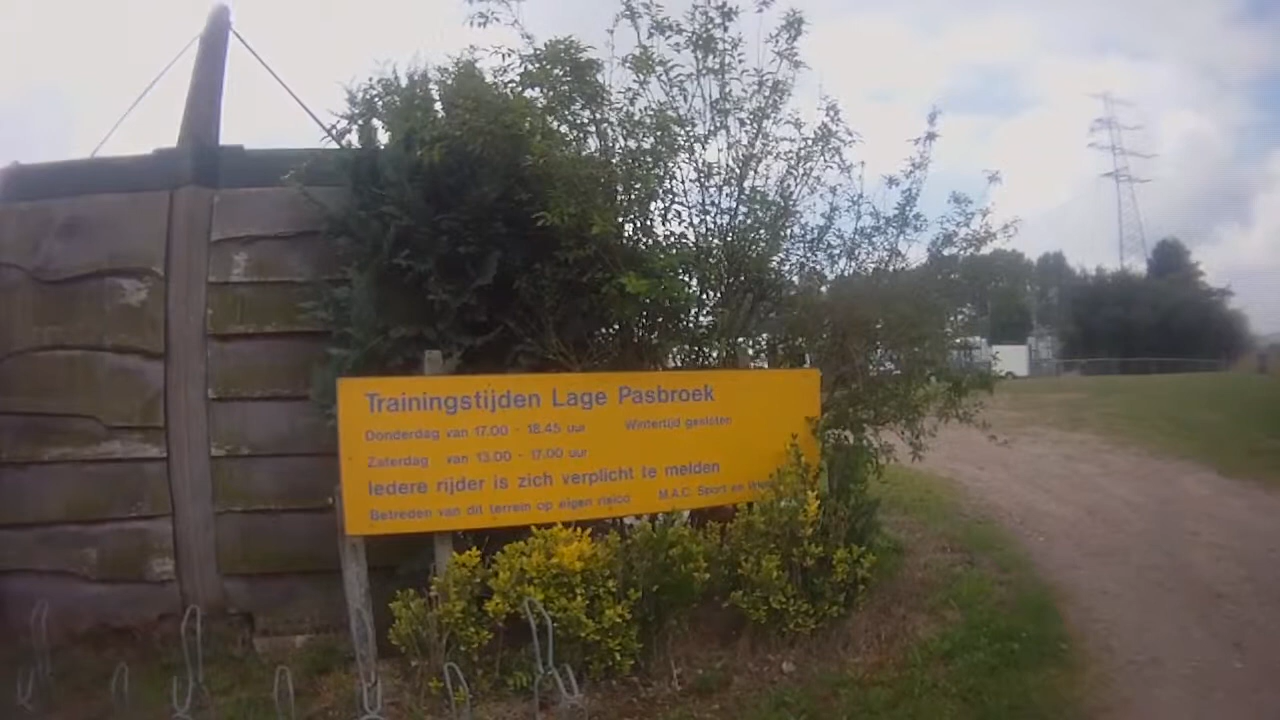 Trainingstijden Lage Pasbroek
Donderdag van 17.00 - 18.45 uur Wintertijd gesloten
Zaterdag van 13.00 - 17.00 uur
Iedere rijder is zich verplicht te melden
Betreden van dit terrein op eigen risico M.A.C. Sport en